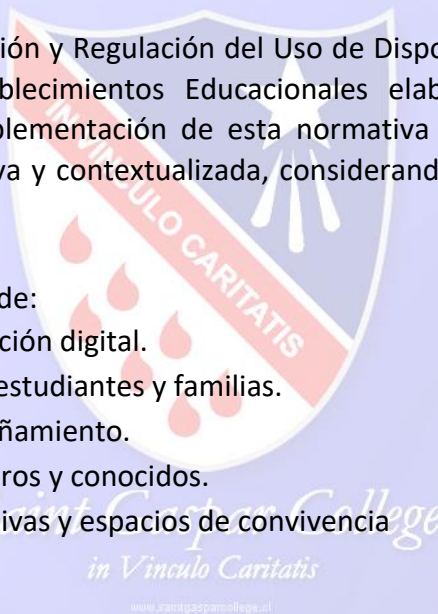 ión y Regulación del Uso de Dispo
blecimientos Educacionales elab
plementación de esta normativa
va y contextualizada, considerand
IN VINCULO CARITATIS
de:
ción digital.
estudiantes y familias.
ñamiento.
ros y conocidos.
ivas y espacios de convivencia
Saint Gaspar College
in Vinculo Caritatis
www.saintgasparcollege.cl